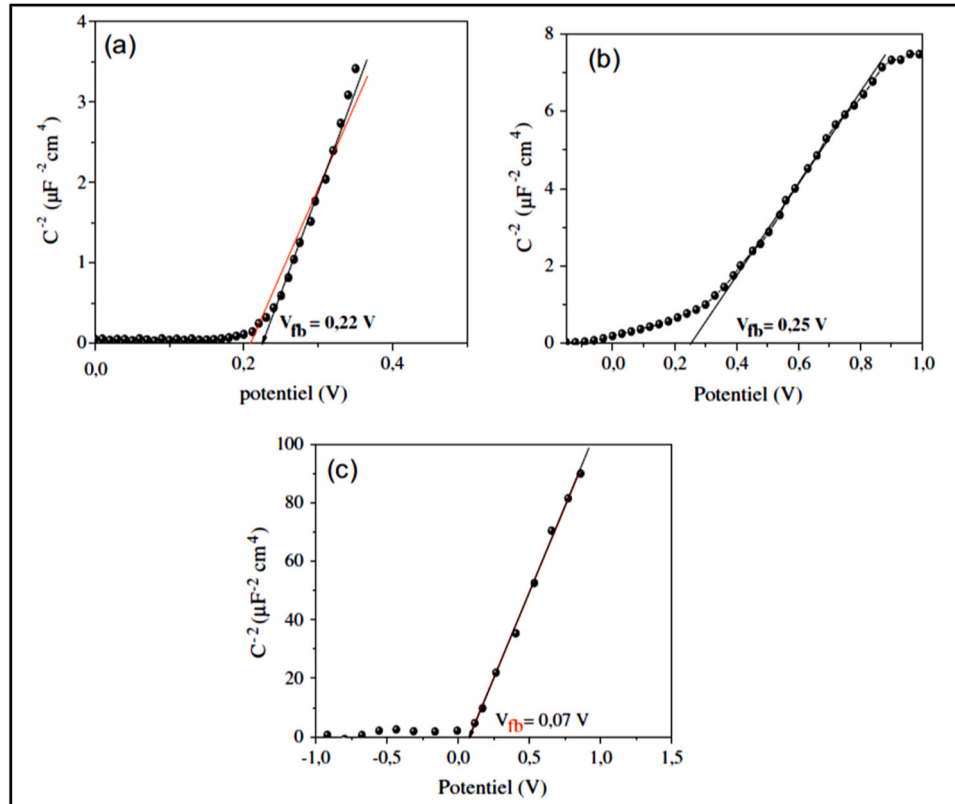 (a)
4
3
2
1
0
C⁻² (µF⁻² cm⁴)
V_fb = 0,22 V
0,0 0,2 0,4
potentiel (V)
(b)
8
6
4
2
0
C⁻² (µF⁻² cm⁴)
V_fb= 0,25 V
0,0 0,2 0,4 0,6 0,8 1,0
Potentiel (V)
(c)
100
80
60
40
20
0
C⁻² (µF⁻² cm⁴)
V_fb= 0,07 V
-1,0 -0,5 0,0 0,5 1,0 1,5
Potentiel (V)